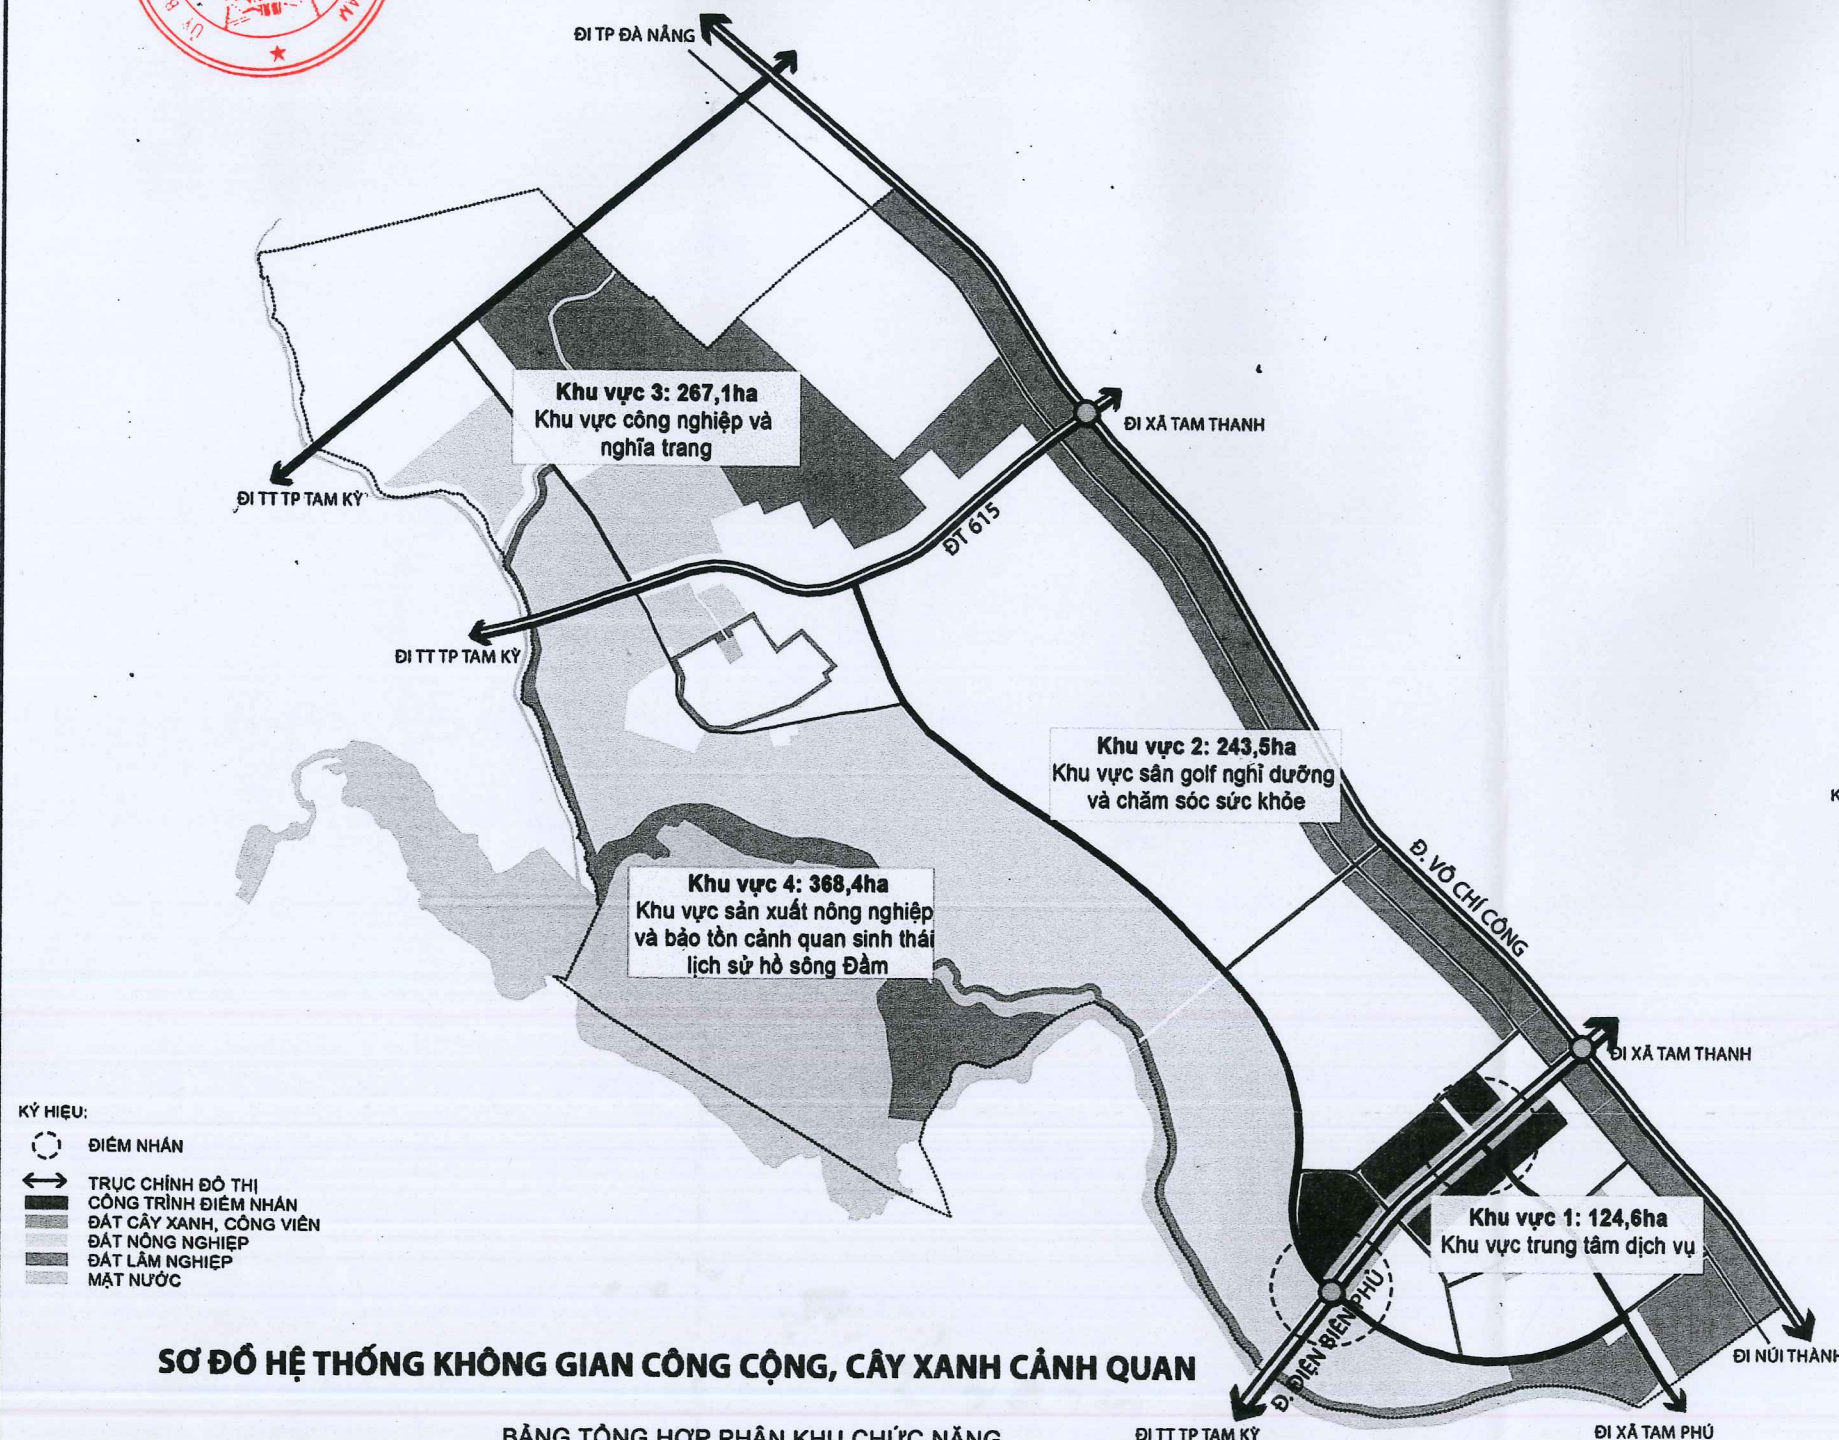 ĐI TP ĐÀ NẴNG
Khu vực 3: 267,1ha
Khu vực công nghiệp và
nghĩa trang
ĐI XÃ TAM THANH
ĐI TT TP TAM KỲ
ĐT 615
ĐI TT TP TAM KỲ
Khu vực 2: 243,5ha
Khu vực sân golf nghỉ dưỡng
và chăm sóc sức khỏe
Đ. VÕ CHÍ CÔNG
Khu vực 4: 368,4ha
Khu vực sản xuất nông nghiệp
và bảo tồn cảnh quan sinh thái
lịch sử hồ sông Đầm
ĐI XÃ TAM THANH
KÝ HIỆU:
ĐIỂM NHẤN
TRỤC CHÍNH ĐÔ THỊ
CÔNG TRÌNH ĐIỂM NHẤN
ĐẤT CÂY XANH, CÔNG VIÊN
ĐẤT NÔNG NGHIỆP
ĐẤT LÂM NGHIỆP
MẶT NƯỚC
Khu vực 1: 124,6ha
Khu vực trung tâm dịch vụ
Đ. ĐIỆN BIÊN PHỦ
ĐI NÚI THÀNH
SƠ ĐỒ HỆ THỐNG KHÔNG GIAN CÔNG CỘNG, CÂY XANH CẢNH QUAN
BẢNG TỔNG HỢP PHÂN KHU CHỨC NĂNG
ĐI TT TP TAM KỲ
ĐI XÃ TAM PHÚ